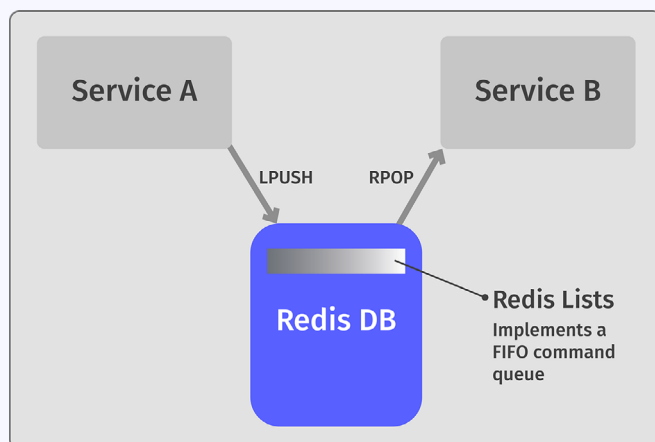 Service A
Service B
LPUSH
RPOP
Redis DB
Redis Lists
Implements a
FIFO command
queue